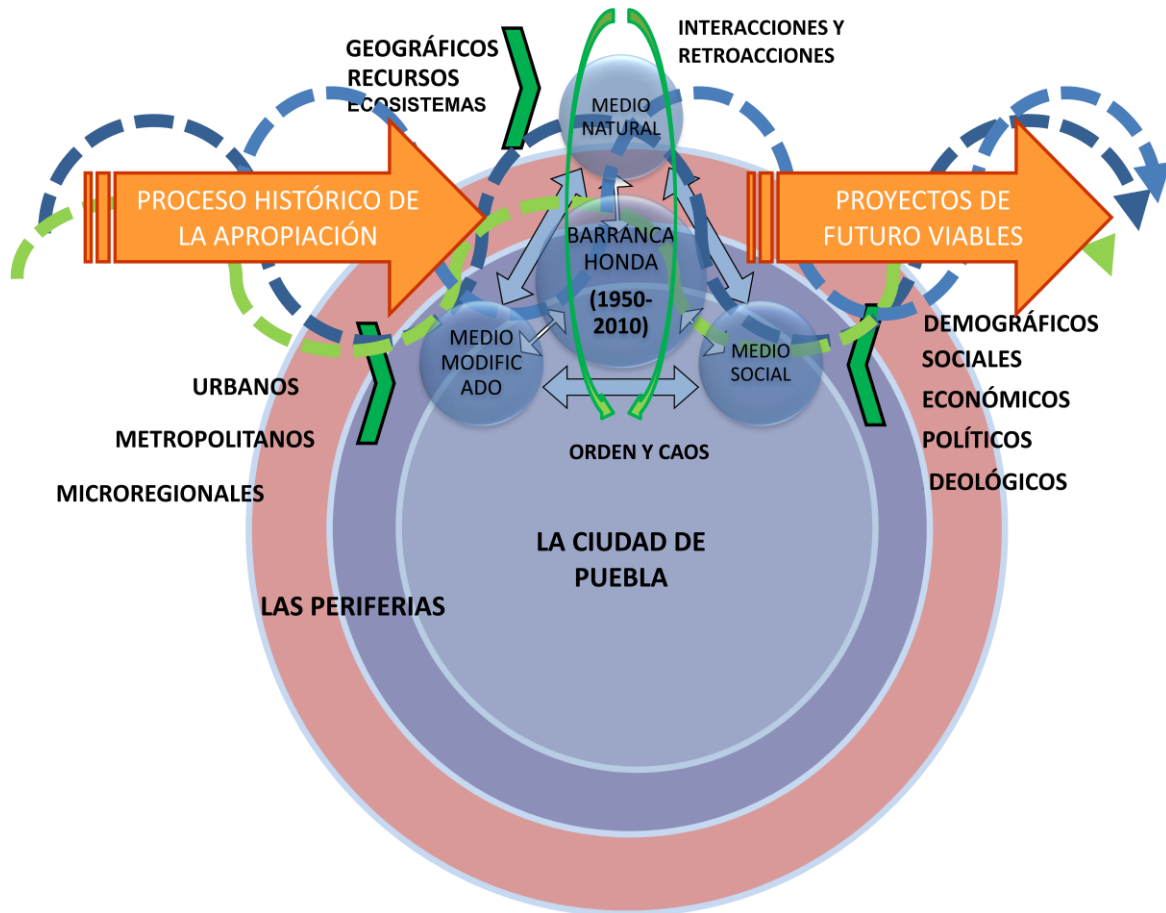 INTERACCIONES Y
RETROACCIONES
GEOGRÁFICOS
RECURSOS
ECOSISTEMAS
MEDIO
NATURAL
PROCESO HISTÓRICO DE
LA APROPIACIÓN
PROYECTOS DE
FUTURO VIABLES
BARRANCA
HONDA
(1950-
2010)
MEDIO
MODIFIC
ADO
MEDIO
SOCIAL
URBANOS
METROPOLITANOS
MICROREGIONALES
DEMOGRÁFICOS
SOCIALES
ECONÓMICOS
POLÍTICOS
DEOLÓGICOS
ORDEN Y CAOS
LA CIUDAD DE
PUEBLA
LAS PERIFERIAS